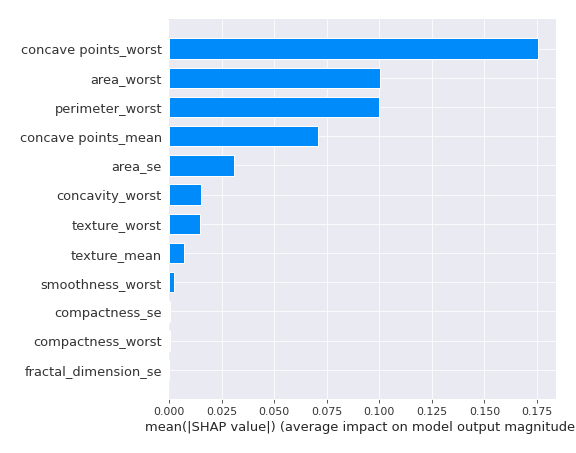 concave points_worst
area_worst
perimeter_worst
concave points_mean
area_se
concavity_worst
texture_worst
texture_mean
smoothness_worst
compactness_se
compactness_worst
fractal_dimension_se
0.000 0.025 0.050 0.075 0.100 0.125 0.150 0.175
mean(|SHAP value|) (average impact on model output magnitude